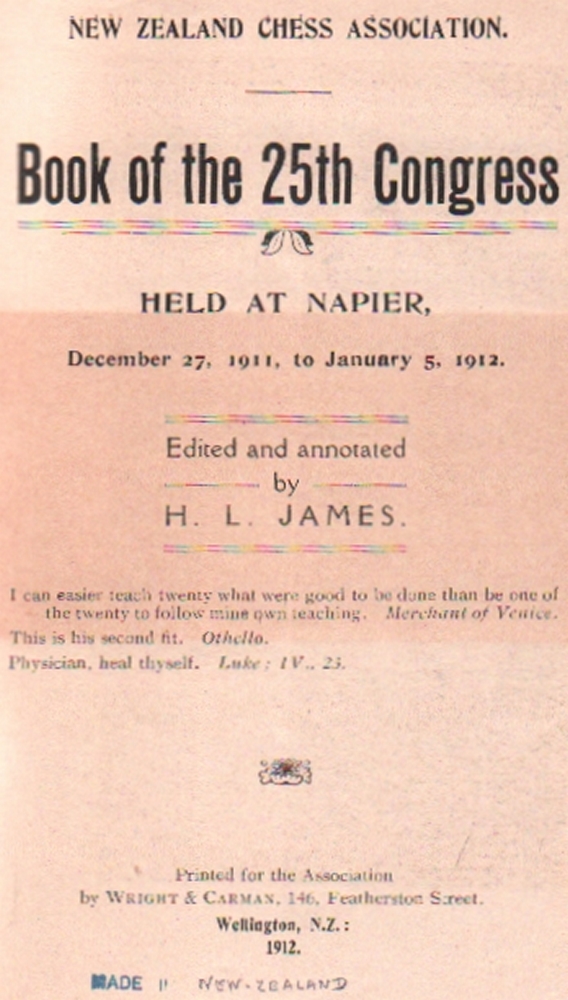 NEW ZEALAND CHESS ASSOCIATION.
Book of the 25th Congress
HELD AT NAPIER,
December 27, 1911, to January 5, 1912.
Edited and annotated
by
H. L. JAMES.
I can easier teach twenty what were good to be done than be one of
the twenty to follow mine own teaching. Merchant of Venice.
This is his second fit. Othello.
Physician, heal thyself. Luke: IV., 23.
Printed for the Association
by WRIGHT & CARMAN, 146, Featherston Street.
Wellington, N.Z.:
1912.
MADE " NEW-ZEALAND